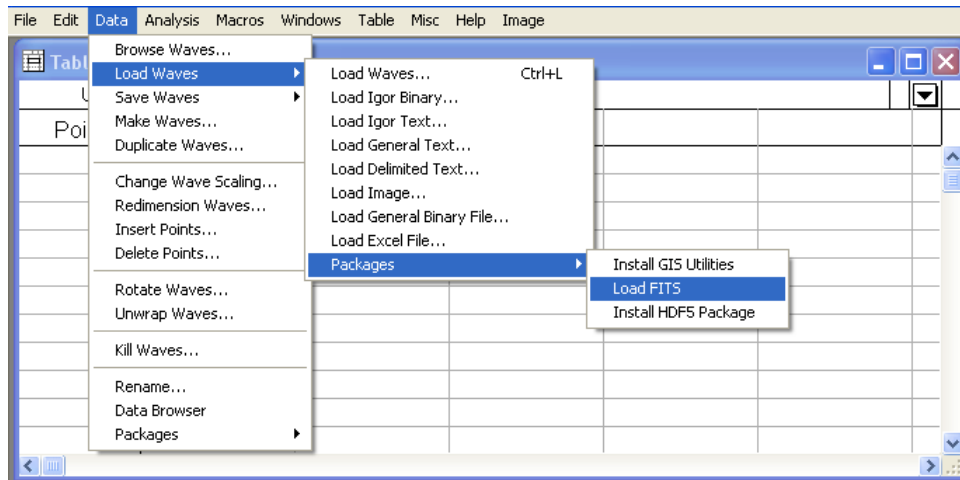 File Edit Data Analysis Macros Windows Table Misc Help Image
Tabl
Poi
Browse Waves...
Load Waves
Save Waves
Make Waves...
Duplicate Waves...
Change Wave Scaling...
Redimension Waves...
Insert Points...
Delete Points...
Rotate Waves...
Unwrap Waves...
Kill Waves...
Rename...
Data Browser
Packages
Load Waves... Ctrl+L
Load Igor Binary...
Load Igor Text...
Load General Text...
Load Delimited Text...
Load Image...
Load General Binary File...
Load Excel File...
Packages
Install GIS Utilities
Load FITS
Install HDF5 Package